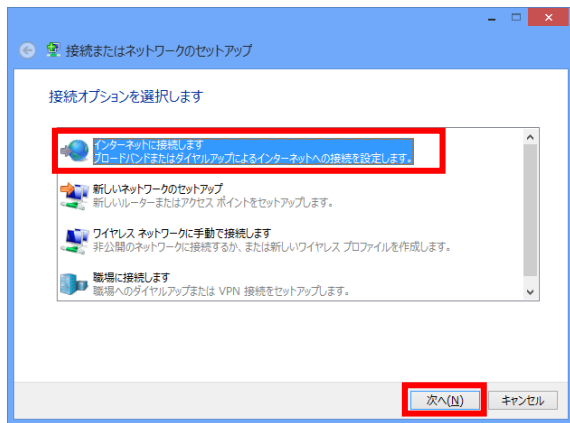 接続またはネットワークのセットアップ
接続オプションを選択します
インターネットに接続します
ブロードバンドまたはダイヤルアップによるインターネットへの接続を設定します。
新しいネットワークのセットアップ
新しいルーターまたはアクセス ポイントをセットアップします。
ワイヤレス ネットワークに手動で接続します
非公開のネットワークに接続するか、または新しいワイヤレス プロファイルを作成します。
職場に接続します
職場へのダイヤルアップまたは VPN 接続をセットアップします。
次へ(N) キャンセル